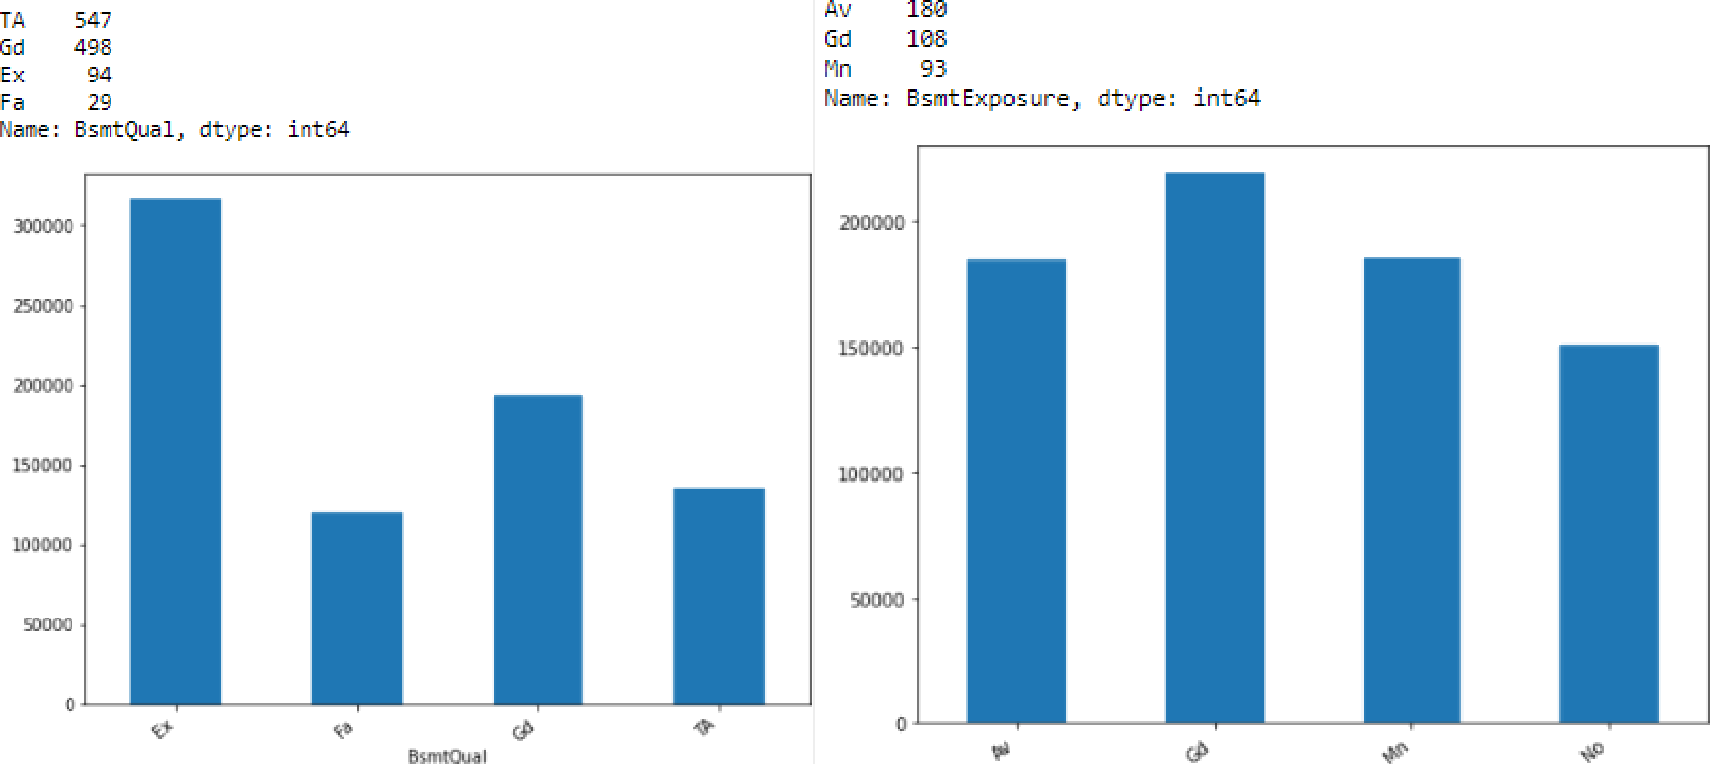 TA 547
Gd 498
Ex 94
Fa 29
Name: BsmtQual, dtype: int64
300000
250000
200000
150000
100000
50000
0
Ex Fa Gd TA
BsmtQual
Av 180
Gd 108
Mn 93
Name: BsmtExposure, dtype: int64
200000
150000
100000
50000
0
Av Gd Mn No